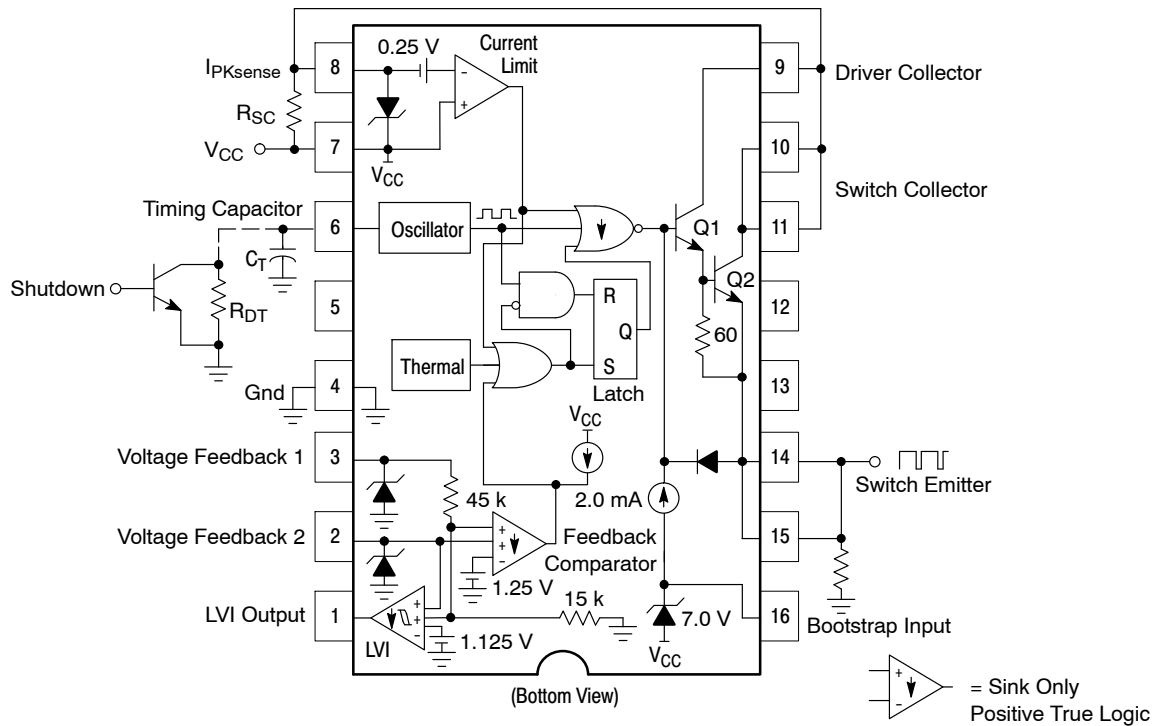 0.25 V
Current
Limit
IPKsense
8
9
Driver Collector
RSC
-
+
VCC
7
10
VCC
Switch Collector
Timing Capacitor
6
Oscillator
11
Q1
CT
Shutdown
RDT
5
R
Q2
12
Q
60
Thermal
S
Gnd
4
Latch
13
VCC
Voltage Feedback 1
3
14
Switch Emitter
45 k
2.0 mA
Voltage Feedback 2
2
+
+
-
Feedback
Comparator
15
1.25 V
15 k
LVI Output
1
+
+
-
7.0 V
16
Bootstrap Input
LVI
1.125 V
VCC
(Bottom View)
+
-
= Sink Only
Positive True Logic